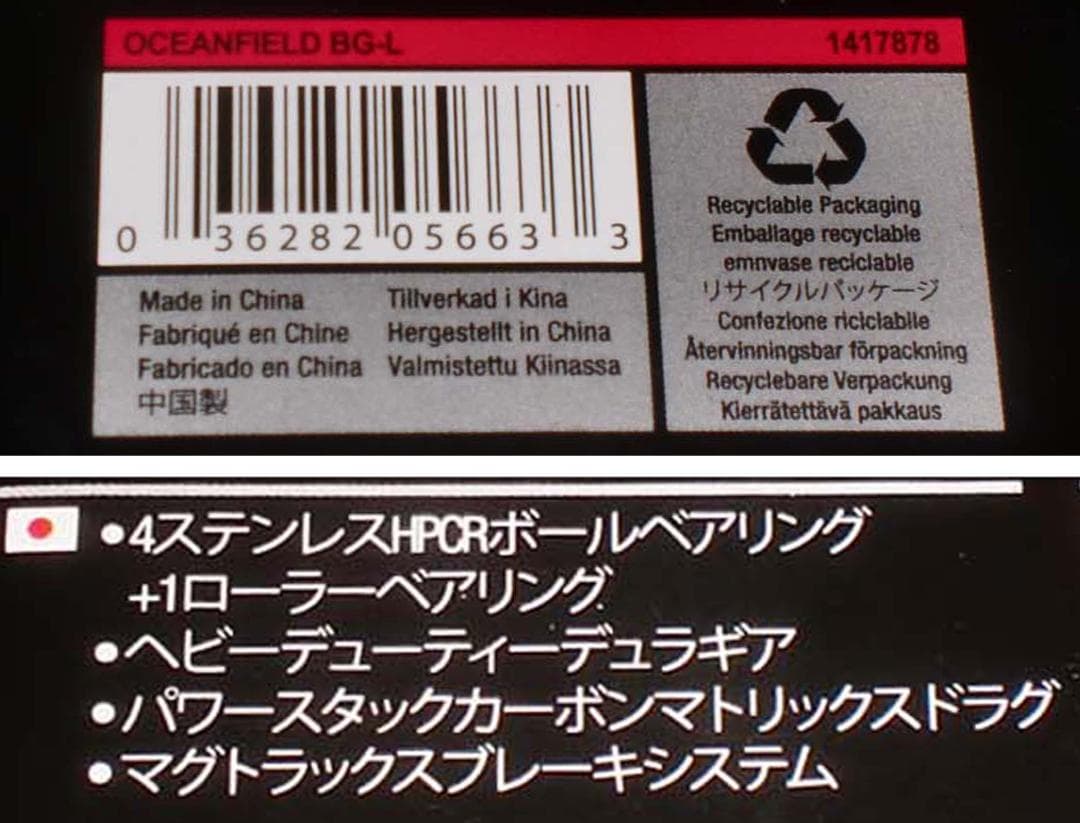 OCEANFIELD BG-L 1417878
0 36282 05663 3
Made in China
Fabriqué en Chine
Fabricado en China
中国製
Tillverkad i Kina
Hergestellt in China
Valmistettu Kiinassa
Recyclable Packaging
Emballage recyclable
emnvase reciclable
リサイクルパッケージ
Confezione riciclabile
Återvinningsbar förpackning
Recyclebare Verpackung
Kierrätettävä pakkaus
●4ステンレスHPCRボールベアリング
+1ローラーベアリング
●ヘビーデューティーデュラギア
●パワースタックカーボンマトリックスドラグ
●マグトラックスブレーキシステム